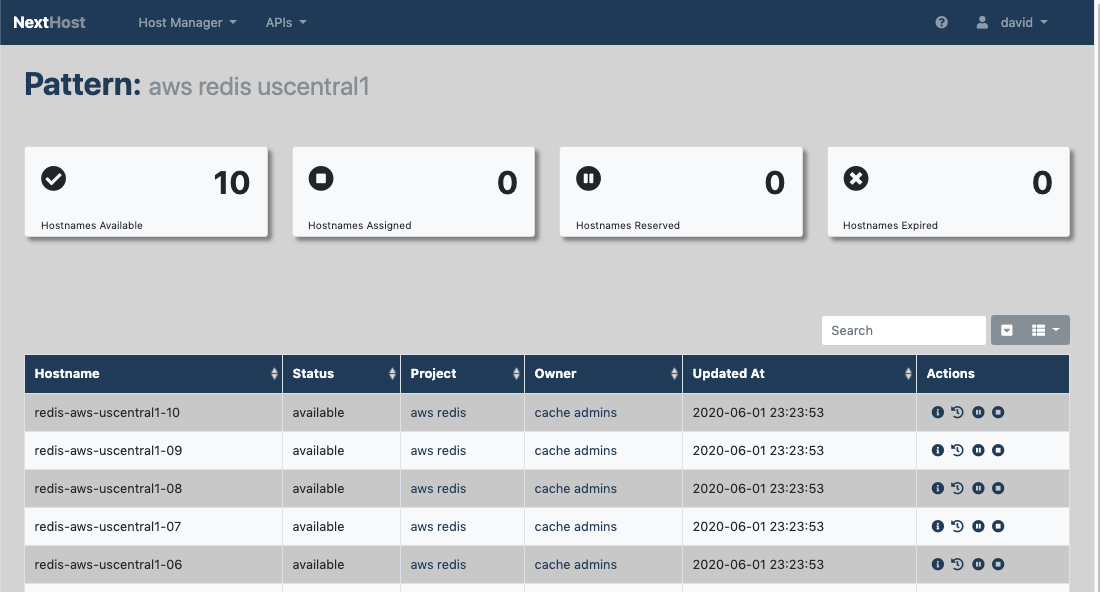 NextHost Host Manager APIs david
Pattern: aws redis uscentral1
10 0 0 0
Hostnames Available Hostnames Assigned Hostnames Reserved Hostnames Expired
Search
Hostname Status Project Owner Updated At Actions
redis-aws-uscentral1-10 available aws redis cache admins 2020-06-01 23:23:53
redis-aws-uscentral1-09 available aws redis cache admins 2020-06-01 23:23:53
redis-aws-uscentral1-08 available aws redis cache admins 2020-06-01 23:23:53
redis-aws-uscentral1-07 available aws redis cache admins 2020-06-01 23:23:53
redis-aws-uscentral1-06 available aws redis cache admins 2020-06-01 23:23:53